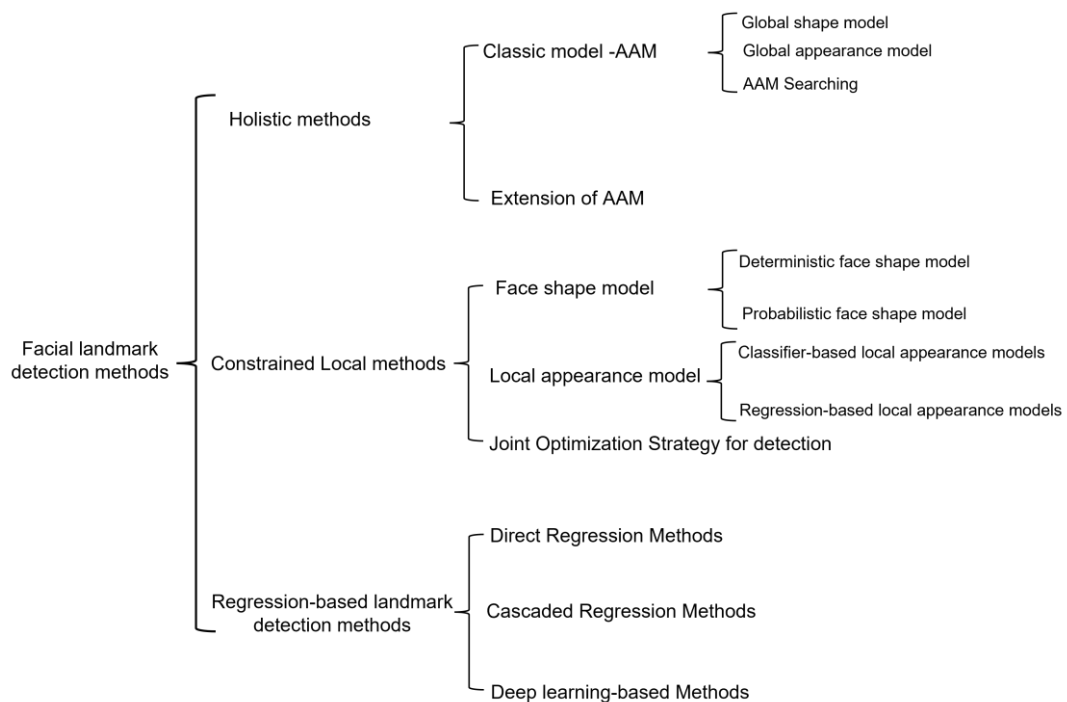 Global shape model
Classic model -AAM
Global appearance model
AAM Searching
Holistic methods
Extension of AAM
Deterministic face shape model
Face shape model
Probabilistic face shape model
Facial landmark
detection methods
Constrained Local methods
Classifier-based local appearance models
Local appearance model
Regression-based local appearance models
Joint Optimization Strategy for detection
Direct Regression Methods
Regression-based landmark
detection methods
Cascaded Regression Methods
Deep learning-based Methods